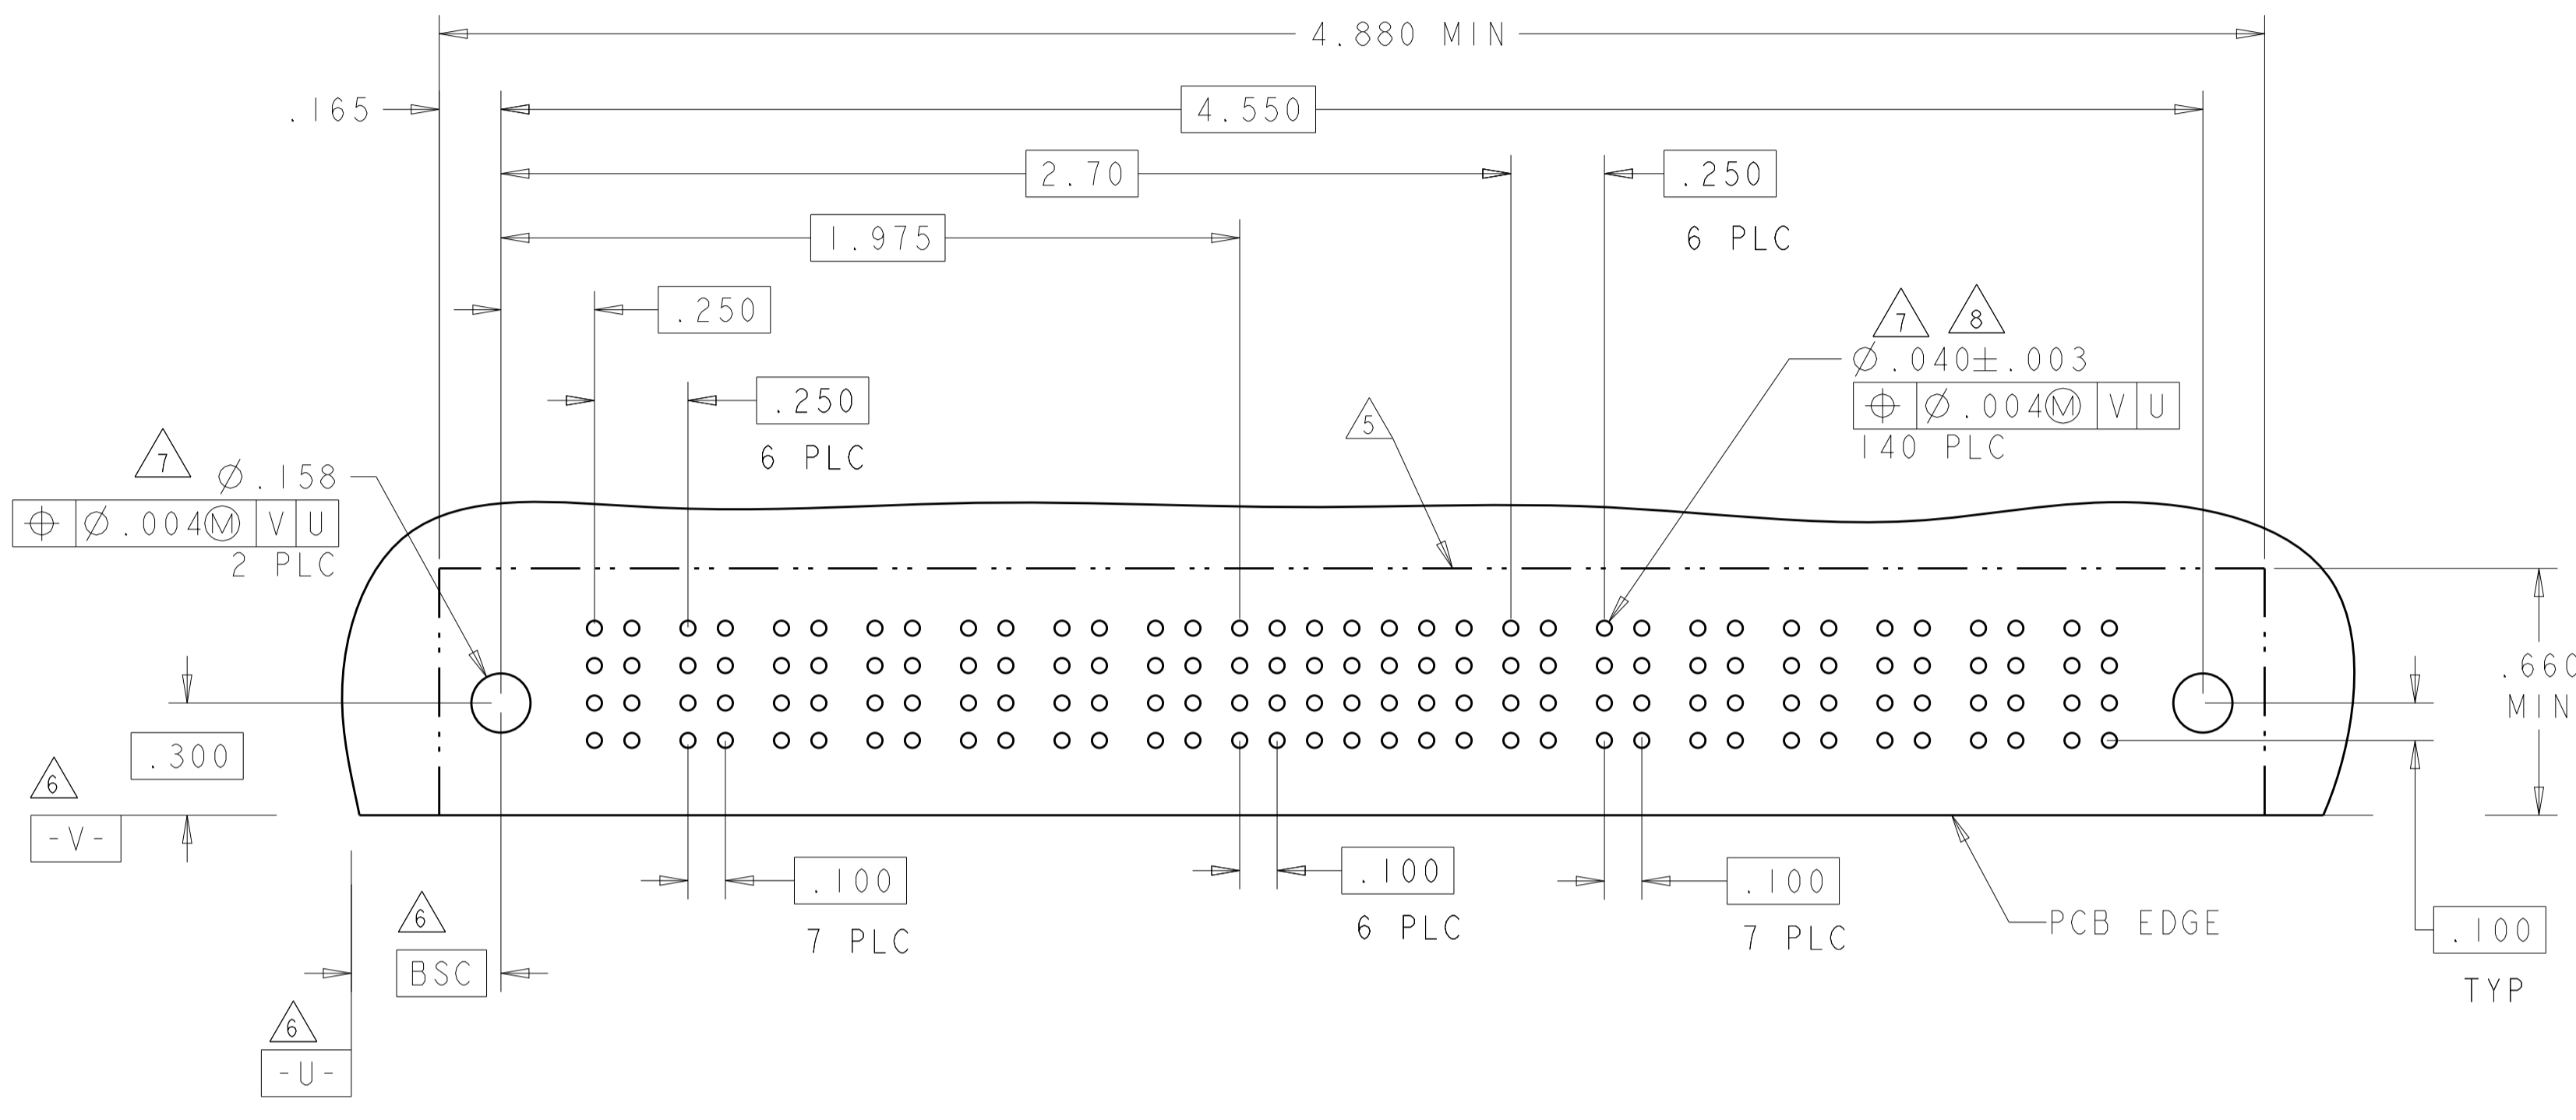 4.880 MIN
.165
4.550
2.70
.250
6 PLC
1.975
.250
7 8
⌀.040±.003
⌖ ⌀.004Ⓜ V U
140 PLC
.250
6 PLC
5
7
⌀.158
⌖ ⌀.004Ⓜ V U
2 PLC
.660
MIN
.300
6
-V-
.100
7 PLC
.100
6 PLC
.100
7 PLC
PCB EDGE
.100
TYP
6
BSC
6
-U-